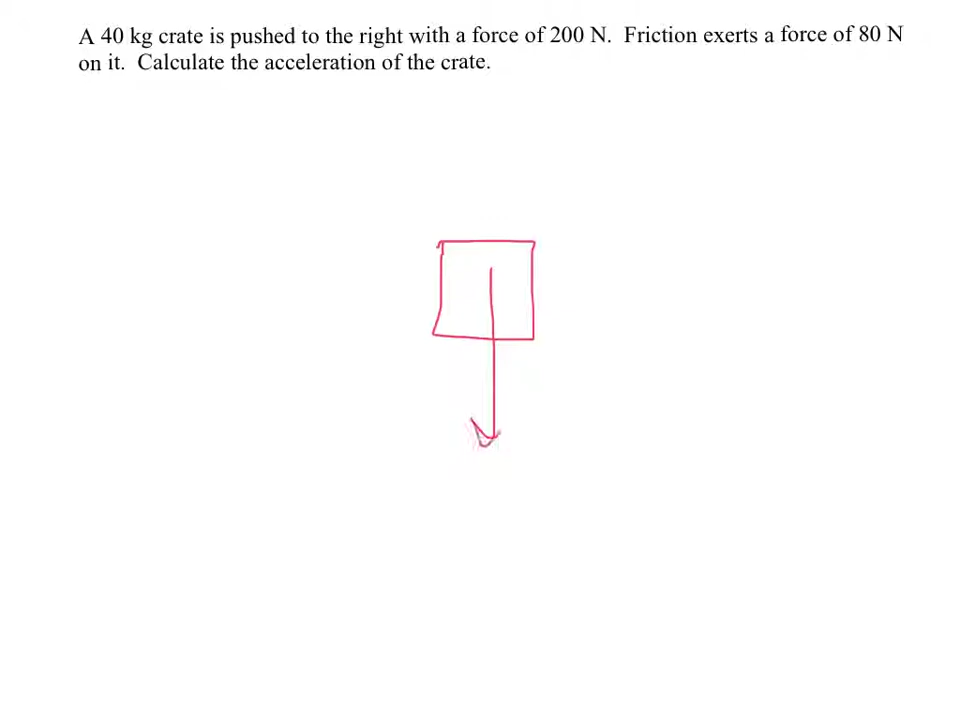 A 40 kg crate is pushed to the right with a force of 200 N.  Friction exerts a force of 80 N
on it.  Calculate the acceleration of the crate.